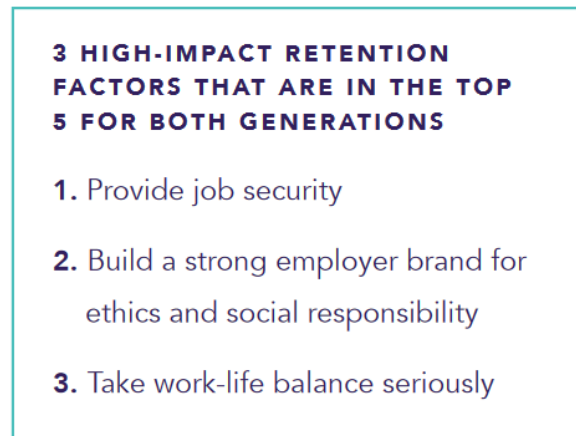 3 HIGH-IMPACT RETENTION
FACTORS THAT ARE IN THE TOP
5 FOR BOTH GENERATIONS
1. Provide job security
2. Build a strong employer brand for
ethics and social responsibility
3. Take work-life balance seriously